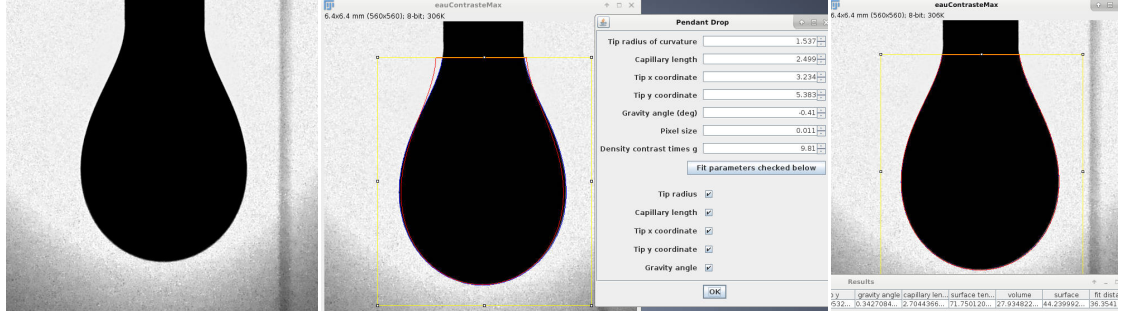 eauContrasteMax
6.4x6.4 mm (560x560); 8-bit; 306K
Pendant Drop
Tip radius of curvature 1.537
Capillary length 2.499
Tip x coordinate 3.234
Tip y coordinate 5.383
Gravity angle (deg) -0.41
Pixel size 0.011
Density contrast times g 9.81
Fit parameters checked below
Tip radius
Capillary length
Tip x coordinate
Tip y coordinate
Gravity angle
OK
eauContrasteMax
6.4x6.4 mm (560x560); 8-bit; 306K
Results
y gravity angle capillary len... surface ten... volume surface fit dista
532... 0.3427084... 2.7044366... 71.750120... 27.934822... 44.239992... 36.3541